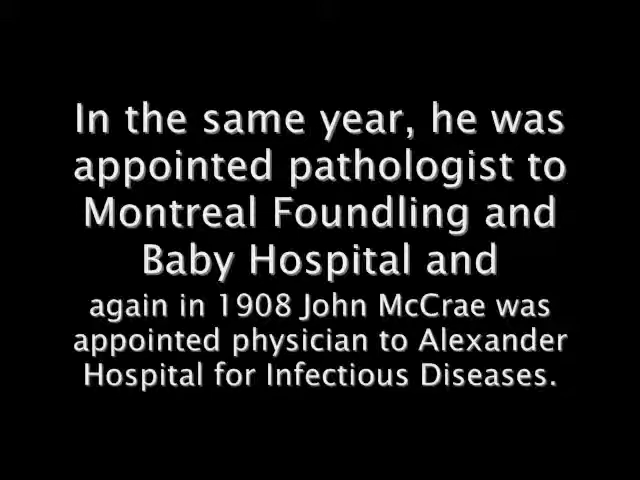 In the same year, he was
appointed pathologist to
Montreal Foundling and
Baby Hospital and
again in 1908 John McCrae was
appointed physician to Alexander
Hospital for Infectious Diseases.